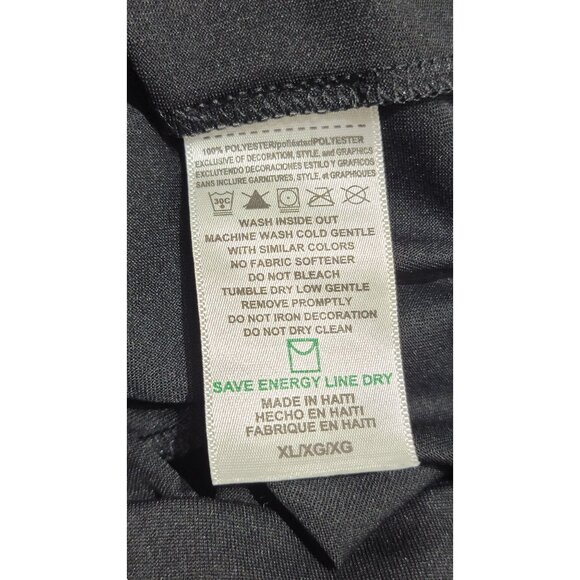 100% POLYESTER/poliéster/POLYESTER
EXCLUSIVE OF DECORATION, STYLE, and GRAPHICS
EXCLUYENDO DECORACIONES ESTILO Y GRAFICOS
SANS INCLURE GARNITURES, STYLE, et GRAPHIQUES
30C
WASH INSIDE OUT
MACHINE WASH COLD GENTLE
WITH SIMILAR COLORS
NO FABRIC SOFTENER
DO NOT BLEACH
TUMBLE DRY LOW GENTLE
REMOVE PROMPTLY
DO NOT IRON DECORATION
DO NOT DRY CLEAN
SAVE ENERGY LINE DRY
MADE IN HAITI
HECHO EN HAITI
FABRIQUE EN HAITI
XL/XG/XG